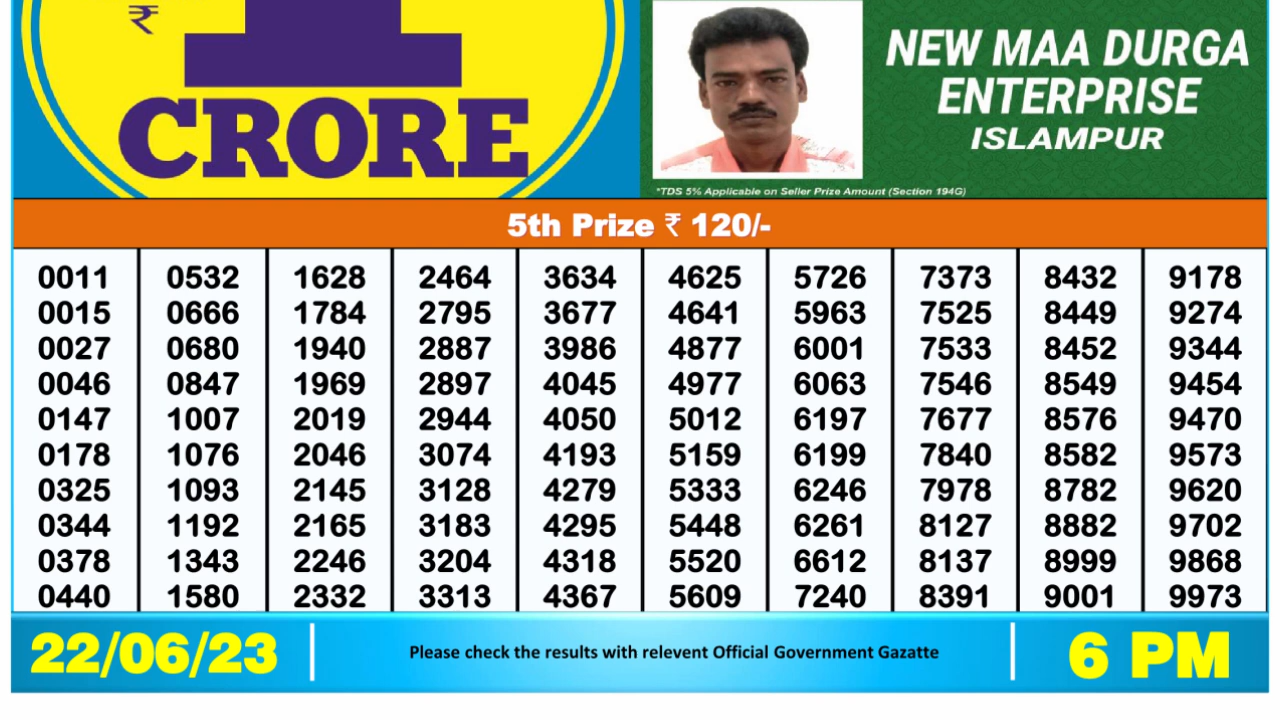 ₹
1
CRORE
NEW MAA DURGA
ENTERPRISE
ISLAMPUR
*TDS 5% Applicable on Seller Prize Amount (Section 194G)
5th Prize ₹ 120/-
0011 0532 1628 2464 3634 4625 5726 7373 8432 9178
0015 0666 1784 2795 3677 4641 5963 7525 8449 9274
0027 0680 1940 2887 3986 4877 6001 7533 8452 9344
0046 0847 1969 2897 4045 4977 6063 7546 8549 9454
0147 1007 2019 2944 4050 5012 6197 7677 8576 9470
0178 1076 2046 3074 4193 5159 6199 7840 8582 9573
0325 1093 2145 3128 4279 5333 6246 7978 8782 9620
0344 1192 2165 3183 4295 5448 6261 8127 8882 9702
0378 1343 2246 3204 4318 5520 6612 8137 8999 9868
0440 1580 2332 3313 4367 5609 7240 8391 9001 9973
22/06/23
Please check the results with relevent Official Government Gazatte
6 PM